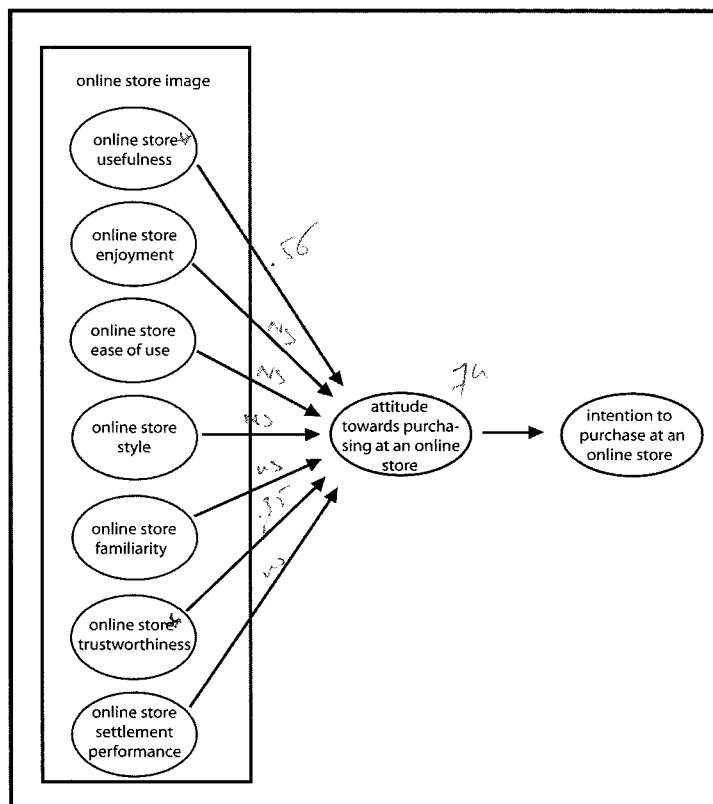 online store image
online store
usefulness
online store
enjoyment
online store
ease of use
online store
style
online store
familiarity
online store
trustworthiness
online store
settlement
performance
.56
NS
NS
NS
NS
.35
NS
attitude
towards purcha-
sing at an online
store
intention to
purchase at an
online store